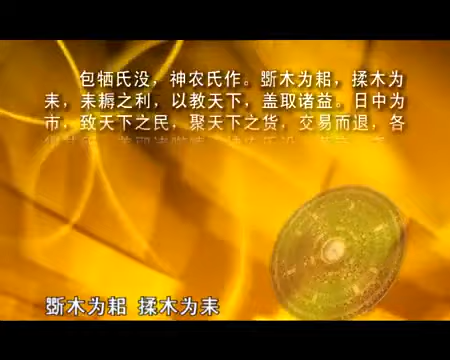 包牺氏没，神农氏作。斲木为耜，揉木为
耒，耒耨之利，以教天下，盖取诸益。日中为
市，致天下之民，聚天下之货，交易而退，各
斲木为耜 揉木为耒